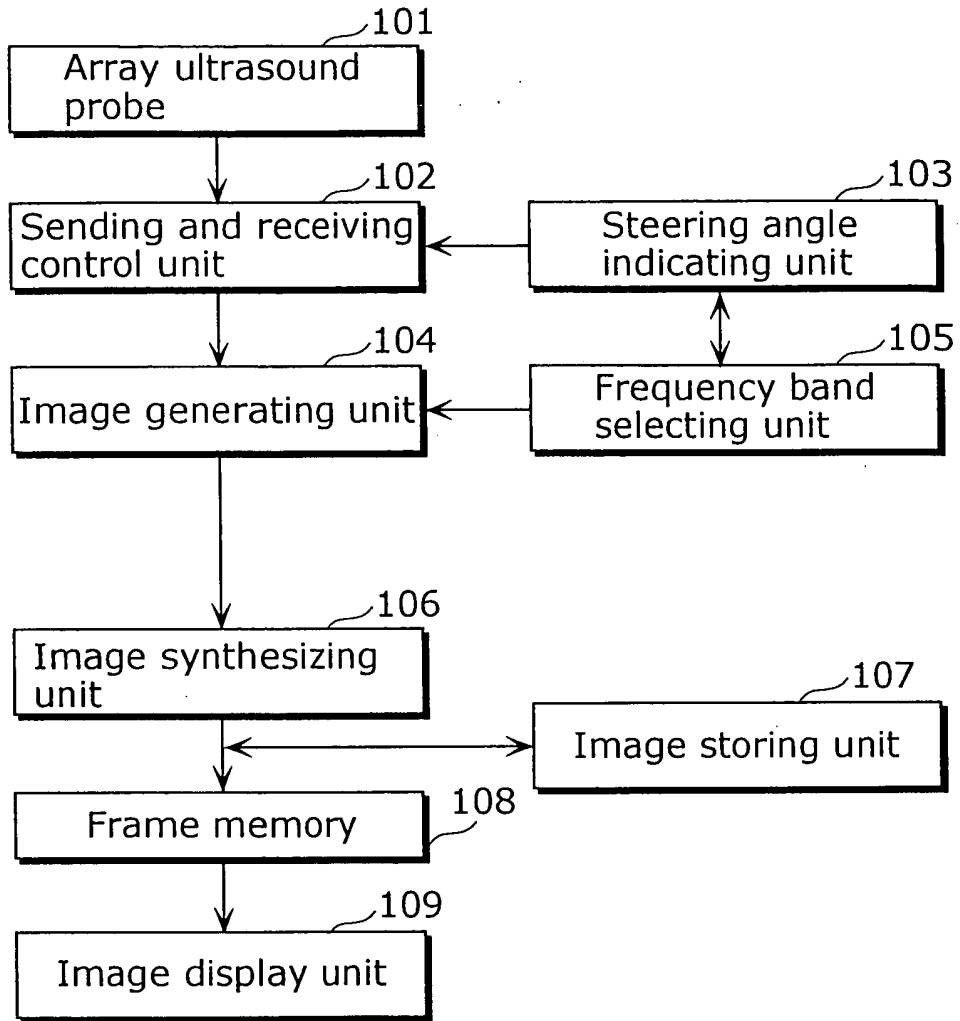 101
Array ultrasound
probe
102
Sending and receiving
control unit
103
Steering angle
indicating unit
104
Image generating unit
105
Frequency band
selecting unit
106
Image synthesizing
unit
107
Image storing unit
Frame memory
108
109
Image display unit